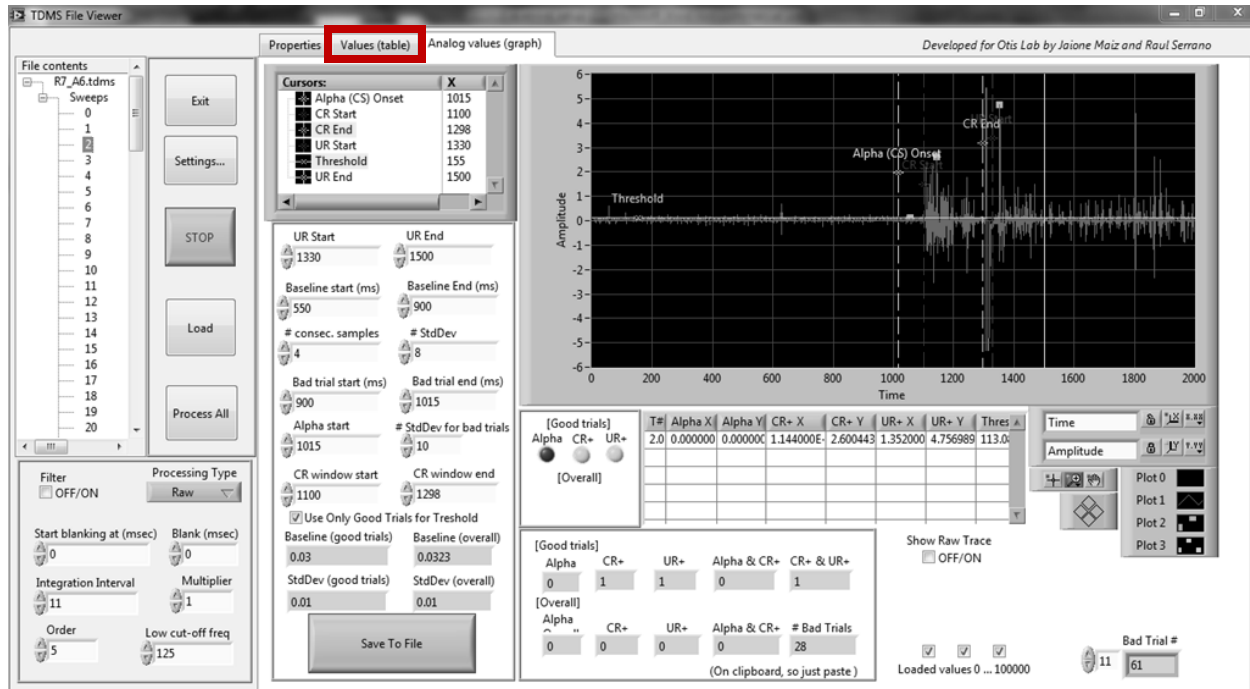 TDMS File Viewer
Properties Values (table) Analog values (graph)
Developed for Otis Lab by Jaione Maiz and Raul Serrano
File contents
R7_A6.tdms
Sweeps
0
1
2
3
4
5
6
7
8
9
10
11
12
13
14
15
16
17
18
19
20
Exit
Settings...
STOP
Load
Process All
Filter
OFF/ON
Processing Type
Raw
Start blanking at (msec) Blank (msec)
0 0
Integration Interval Multiplier
11 1
Order Low cut-off freq
5 125
Cursors: X
Alpha (CS) Onset 1015
CR Start 1100
CR End 1298
UR Start 1330
Threshold 155
UR End 1500
UR Start UR End
1330 1500
Baseline start (ms) Baseline End (ms)
550 900
# consec. samples # StdDev
4 8
Bad trial start (ms) Bad trial end (ms)
900 1015
Alpha start # StdDev for bad trials
1015 10
CR window start CR window end
1100 1298
Use Only Good Trials for Treshold
Baseline (good trials) Baseline (overall)
0.03 0.0323
StdDev (good trials) StdDev (overall)
0.01 0.01
Save To File
Amplitude
6
5
4
3
2
1
0
-1
-2
-3
-4
-5
-6
Threshold
Alpha (CS) Onset
CR Start
CR End
0 200 400 600 800 1000 1200 1400 1600 1800 2000
Time
[Good trials]
Alpha CR+ UR+
[Overall]
T# Alpha X Alpha Y CR+ X CR+ Y UR+ X UR+ Y Thres
2.0 0.000000 0.000000 1.144000E- 2.600443 1.352000 4.756989 113.08
Time
Amplitude
Plot 0
Plot 1
Plot 2
Plot 3
[Good trials]
Alpha CR+ UR+ Alpha & CR+ CR+ & UR+
0 1 1 0 1
[Overall]
Alpha CR+ UR+ Alpha & CR+ # Bad Trials
0 0 0 0 28
(On clipboard, so just paste )
Show Raw Trace
OFF/ON
Loaded values 0 ... 100000
Bad Trial #
11 61